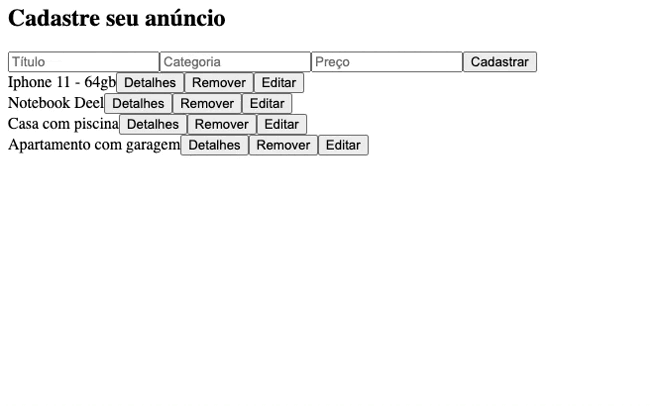 Cadastre seu anúncio
Título Categoria Preço Cadastrar
Iphone 11 - 64gb Detalhes Remover Editar
Notebook Deel Detalhes Remover Editar
Casa com piscina Detalhes Remover Editar
Apartamento com garagem Detalhes Remover Editar